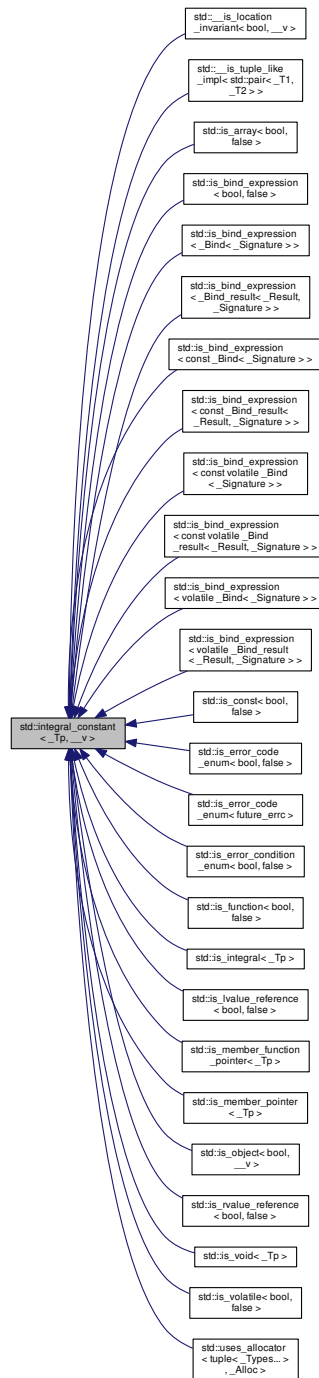 std::__is_location
_invariant< bool, __v >
std::__is_tuple_like
_impl< std::pair< _T1,
_T2 > >
std::is_array< bool,
false >
std::is_bind_expression
< bool, false >
std::is_bind_expression
< _Bind< _Signature > >
std::is_bind_expression
< _Bind_result< _Result,
_Signature > >
std::is_bind_expression
< const _Bind< _Signature > >
std::is_bind_expression
< const _Bind_result<
_Result, _Signature > >
std::is_bind_expression
< const volatile _Bind
< _Signature > >
std::is_bind_expression
< const volatile _Bind
_result< _Result, _Signature > >
std::is_bind_expression
< volatile _Bind< _Signature > >
std::is_bind_expression
< volatile _Bind_result
< _Result, _Signature > >
std::is_const< bool,
false >
std::integral_constant
< _Tp, __v >
std::is_error_code
_enum< bool, false >
std::is_error_code
_enum< future_errc >
std::is_error_condition
_enum< bool, false >
std::is_function< bool,
false >
std::is_integral< _Tp >
std::is_lvalue_reference
< bool, false >
std::is_member_function
_pointer< _Tp >
std::is_member_pointer
< _Tp >
std::is_object< bool,
__v >
std::is_rvalue_reference
< bool, false >
std::is_void< _Tp >
std::is_volatile< bool,
false >
std::uses_allocator
< tuple< _Types... >
, _Alloc >